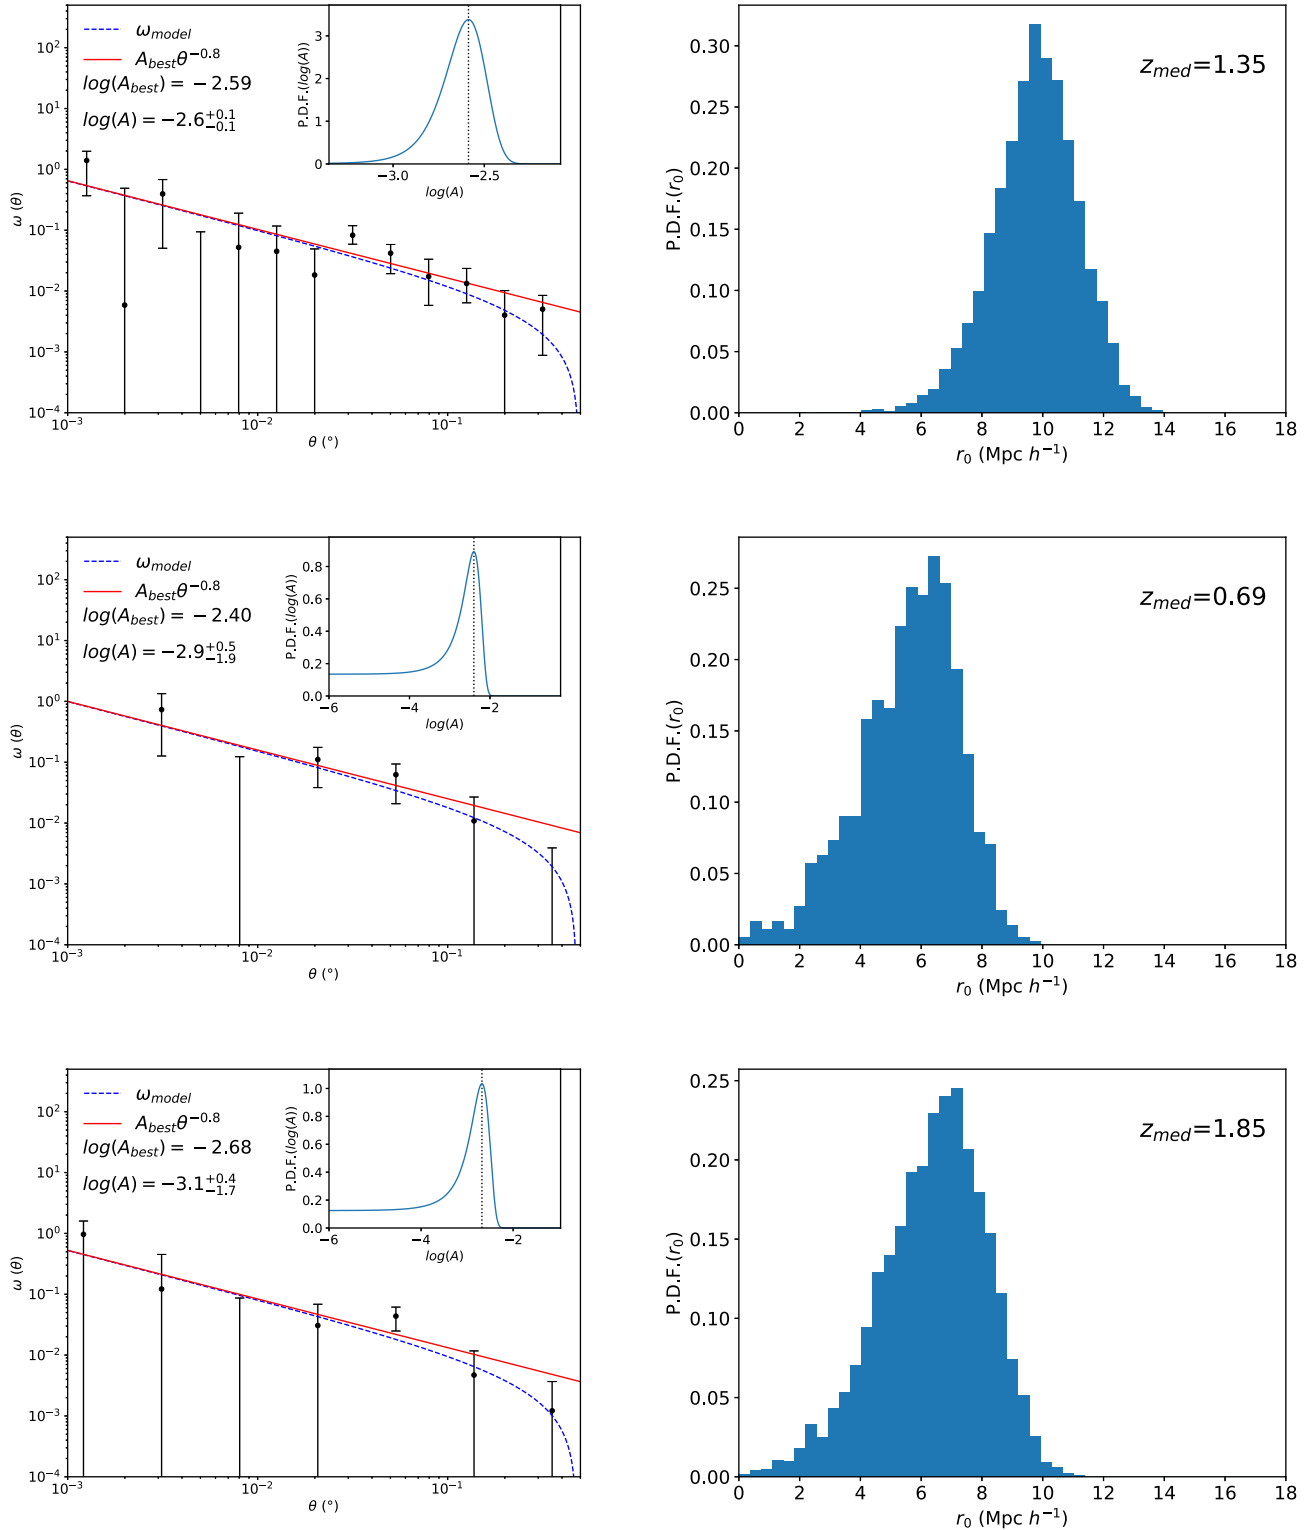 ω_model
A_best θ^−0.8
log(A_best) = −2.59
log(A) = −2.6^+0.1_−0.1
10^2
10^1
10^0
10^−1
10^−2
10^−3
10^−4
ω (θ)
10^−3 10^−2 10^−1
θ (°)
P.D.F.(log(A))
3
2
1
0
−3.0 −2.5
log(A)
z_med=1.35
P.D.F.(r_0)
0.30
0.25
0.20
0.15
0.10
0.05
0.00
0 2 4 6 8 10 12 14 16 18
r_0 (Mpc h^−1)
ω_model
A_best θ^−0.8
log(A_best) = −2.40
log(A) = −2.9^+0.5_−1.9
10^2
10^1
10^0
10^−1
10^−2
10^−3
10^−4
ω (θ)
10^−3 10^−2 10^−1
θ (°)
P.D.F.(log(A))
0.8
0.6
0.4
0.2
0.0
−6 −4 −2
log(A)
z_med=0.69
P.D.F.(r_0)
0.25
0.20
0.15
0.10
0.05
0.00
0 2 4 6 8 10 12 14 16 18
r_0 (Mpc h^−1)
ω_model
A_best θ^−0.8
log(A_best) = −2.68
log(A) = −3.1^+0.4_−1.7
10^2
10^1
10^0
10^−1
10^−2
10^−3
10^−4
ω (θ)
10^−3 10^−2 10^−1
θ (°)
P.D.F.(log(A))
1.0
0.8
0.6
0.4
0.2
0.0
−6 −4 −2
log(A)
z_med=1.85
P.D.F.(r_0)
0.25
0.20
0.15
0.10
0.05
0.00
0 2 4 6 8 10 12 14 16 18
r_0 (Mpc h^−1)